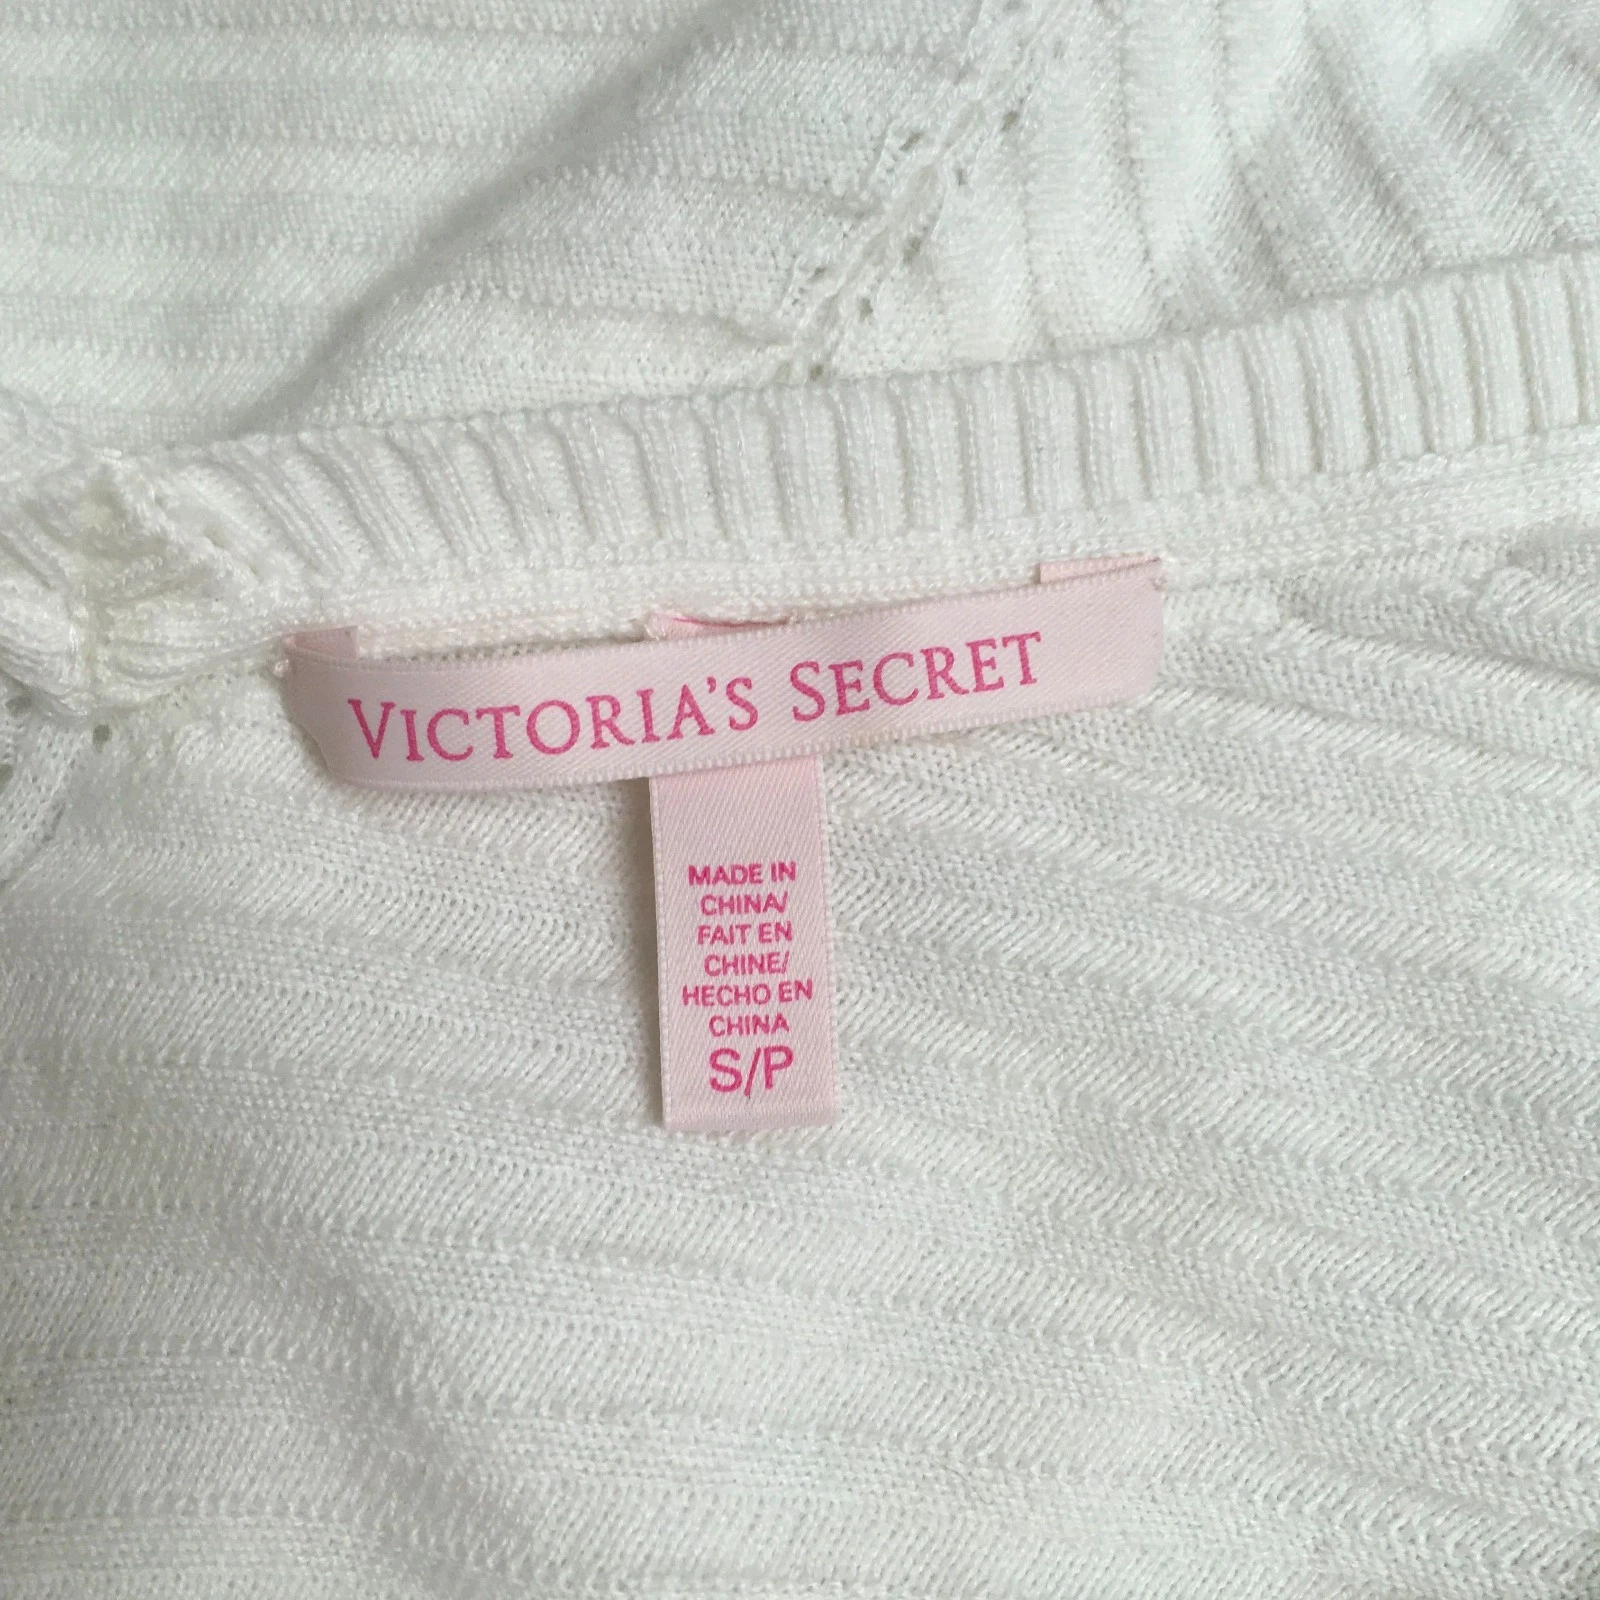 VICTORIA'S SECRET
MADE IN
CHINA/
FAIT EN
CHINE/
HECHO EN
CHINA
S/P